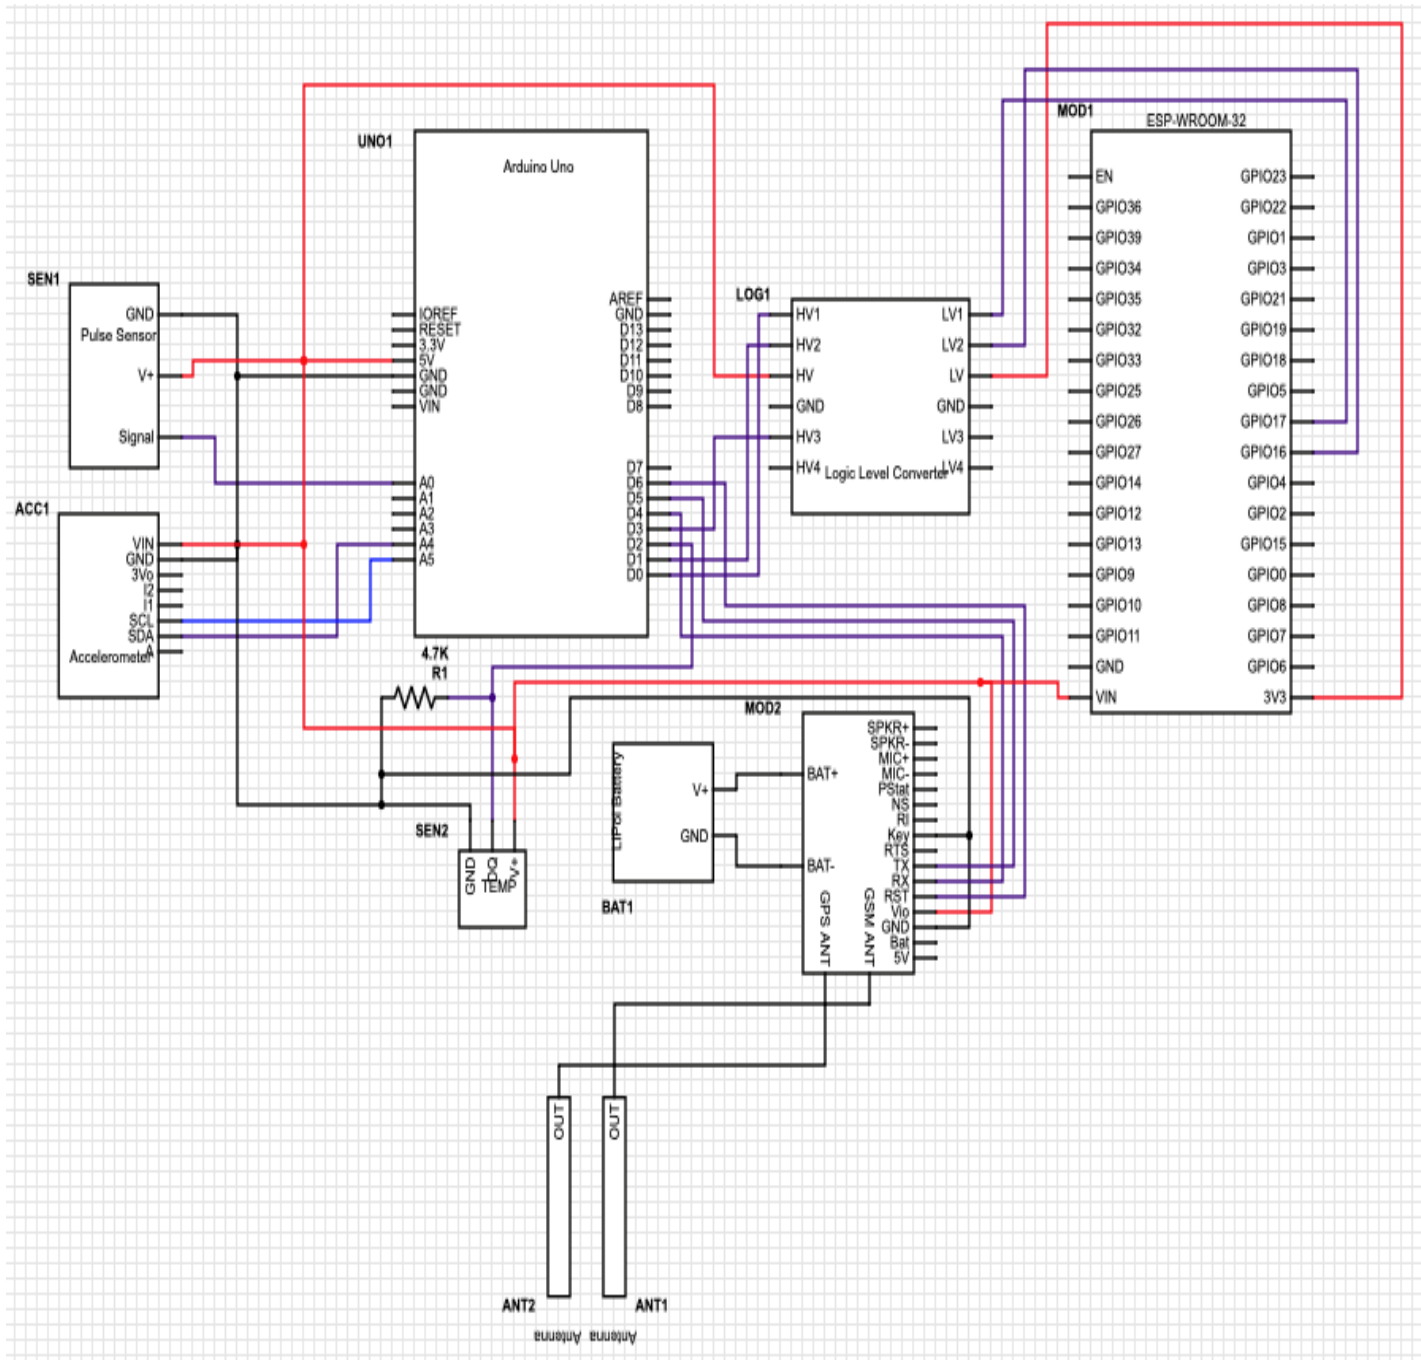 MOD1
ESP-WROOM-32
UNO1
Arduino Uno
EN
GPIO36
GPIO39
GPIO34
GPIO35
GPIO32
GPIO33
GPIO25
GPIO26
GPIO27
GPIO14
GPIO12
GPIO13
GPIO9
GPIO10
GPIO11
GND
VIN
GPIO23
GPIO22
GPIO1
GPIO3
GPIO21
GPIO19
GPIO18
GPIO5
GPIO17
GPIO16
GPIO4
GPIO2
GPIO15
GPIO0
GPIO8
GPIO7
GPIO6
3V3
SEN1
GND
Pulse Sensor
V+
Signal
IOREF
RESET
3.3V
5V
GND
GND
VIN
A0
A1
A2
A3
A4
A5
AREF
GND
D13
D12
D11
D10
D9
D8
D7
D6
D5
D4
D3
D2
D1
D0
LOG1
HV1
HV2
HV
GND
HV3
HV4
LV1
LV2
LV
GND
LV3
LV4
Logic Level Converter
ACC1
VIN
GND
3Vo
I2
I1
SCL
SDA
A
Accelerometer
4.7K
R1
MOD2
SPKR+
SPKR-
MIC+
MIC-
PStat
NS
RI
Key
RTS
TX
RX
RST
Vio
GND
Bat
5V
BAT+
BAT-
GPS ANT
GSM ANT
LiPol Battery
V+
GND
BAT1
SEN2
GND
DQ
V+
TEMP
OUT
OUT
ANT2
ANT1
Antenna
Antenna